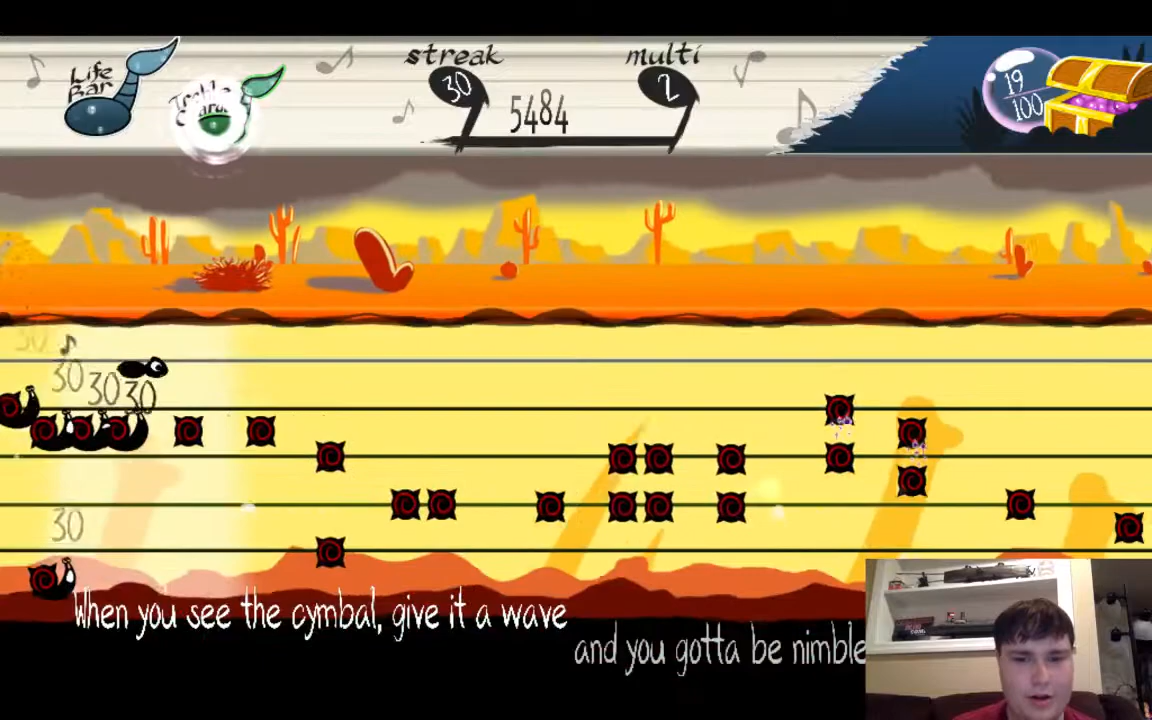 Life
Bar
Treble
streak
30
5484
multi
2
19
100
30
30
30
30
30
When you see the cymbal, give it a wave
and you gotta be nimble